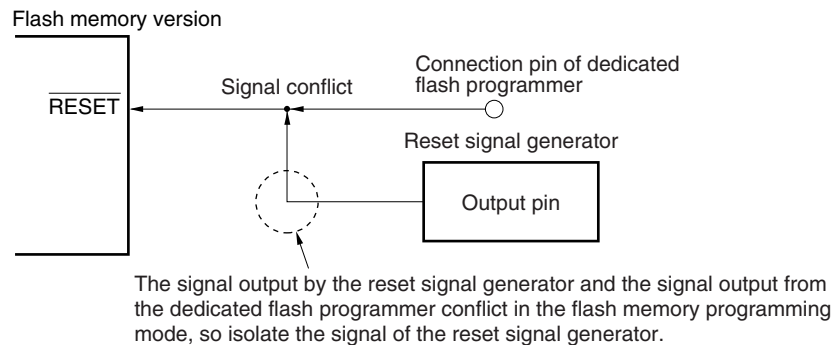 Flash memory version
RESET
Signal conflict
Connection pin of dedicated
flash programmer
Reset signal generator
Output pin
The signal output by the reset signal generator and the signal output from
the dedicated flash programmer conflict in the flash memory programming
mode, so isolate the signal of the reset signal generator.